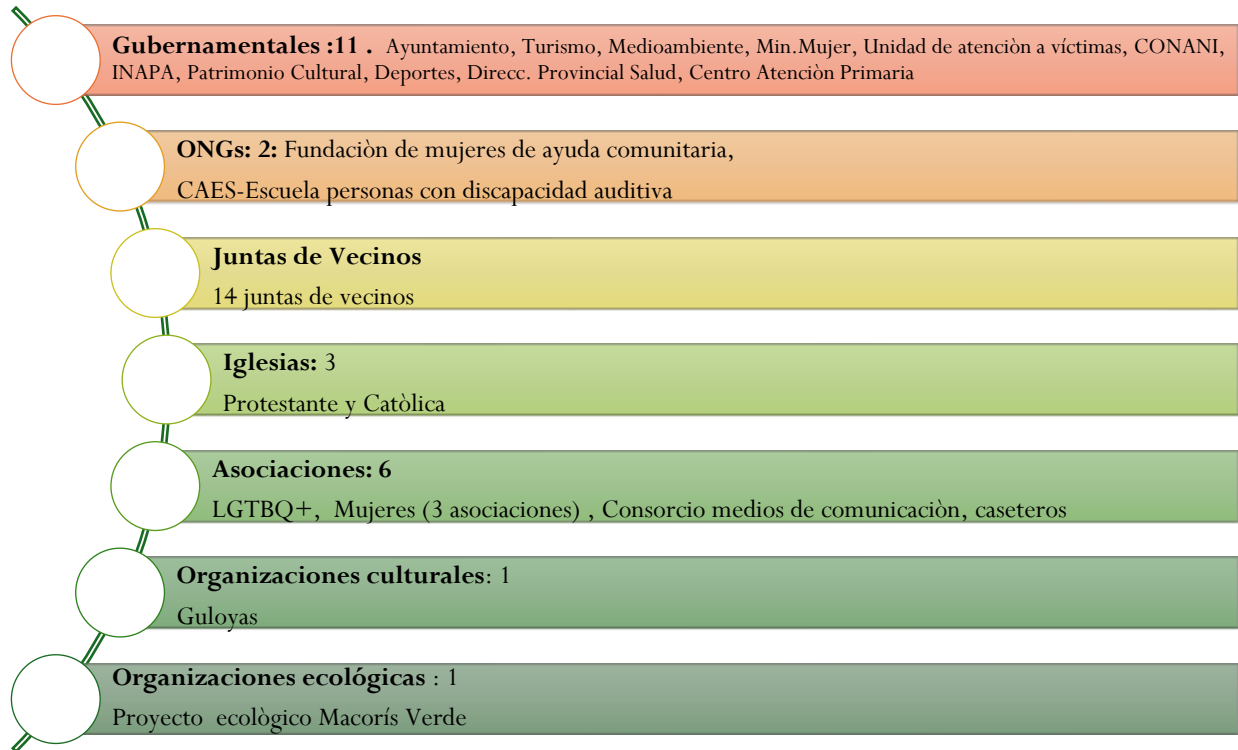 Gubernamentales :11 . Ayuntamiento, Turismo, Medioambiente, Min.Mujer, Unidad de atenciòn a víctimas, CONANI,
INAPA, Patrimonio Cultural, Deportes, Direcc. Provincial Salud, Centro Atenciòn Primaria
ONGs: 2: Fundaciòn de mujeres de ayuda comunitaria,
CAES-Escuela personas con discapacidad auditiva
Juntas de Vecinos
14 juntas de vecinos
Iglesias: 3
Protestante y Catòlica
Asociaciones: 6
LGTBQ+, Mujeres (3 asociaciones) , Consorcio medios de comunicaciòn, caseteros
Organizaciones culturales: 1
Guloyas
Organizaciones ecológicas : 1
Proyecto ecològico Macorís Verde